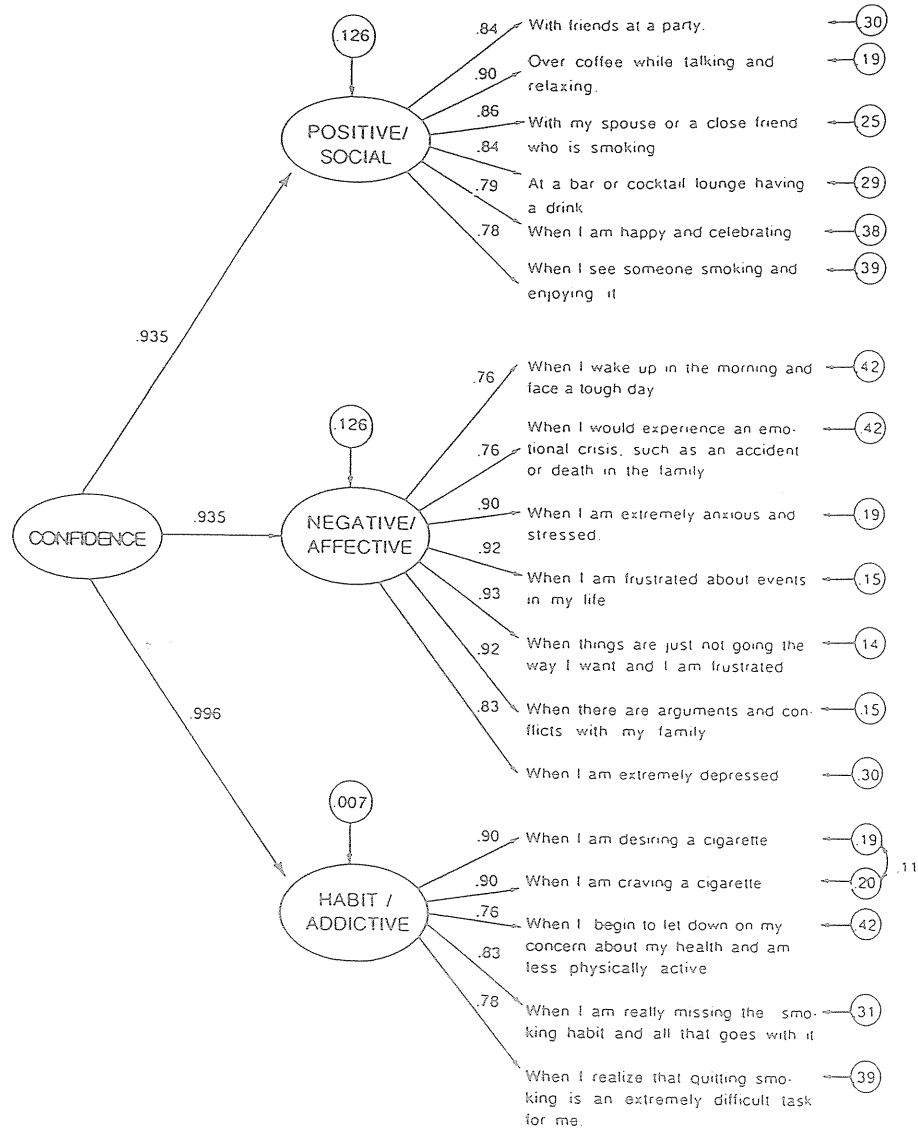 .126
.84
With friends at a party.
.30
.90
Over coffee while talking and
relaxing.
.19
POSITIVE/
SOCIAL
.86
With my spouse or a close friend
who is smoking
.25
.84
At a bar or cocktail lounge having
a drink
.29
.79
When I am happy and celebrating
.38
.78
When I see someone smoking and
enjoying it
.39
.935
.76
When I wake up in the morning and
face a tough day
.42
.126
.76
When I would experience an emo-
tional crisis, such as an accident
or death in the family
.42
CONFIDENCE
.935
NEGATIVE/
AFFECTIVE
.90
When I am extremely anxious and
stressed.
.19
.92
When I am frustrated about events
in my life
.15
.93
When things are just not going the
way I want and I am frustrated
.14
.92
When there are arguments and con-
flicts with my family
.15
.83
When I am extremely depressed
.30
.996
.007
.90
When I am desiring a cigarette
.19
.11
.90
When I am craving a cigarette
.20
HABIT /
ADDICTIVE
.76
When I begin to let down on my
concern about my health and am
less physically active
.42
.83
When I am really missing the smo-
king habit and all that goes with it
.31
.78
When I realize that quitting smo-
king is an extremely difficult task
for me.
.39